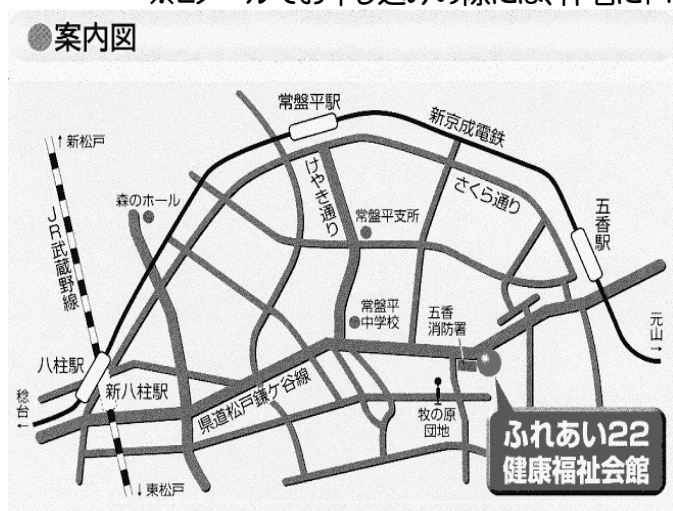 ●案内図
常盤平駅
新京成電鉄
↑新松戸
けやき通り
さくら通り
森のホール
常盤平支所
五香駅
JR武蔵野線
常盤平
中学校
五香
消防署
元山→
八柱駅
新八柱駅
稔台←
県道松戸鎌ケ谷線
牧の原
団地
ふれあい22
健康福祉会館
↓東松戸